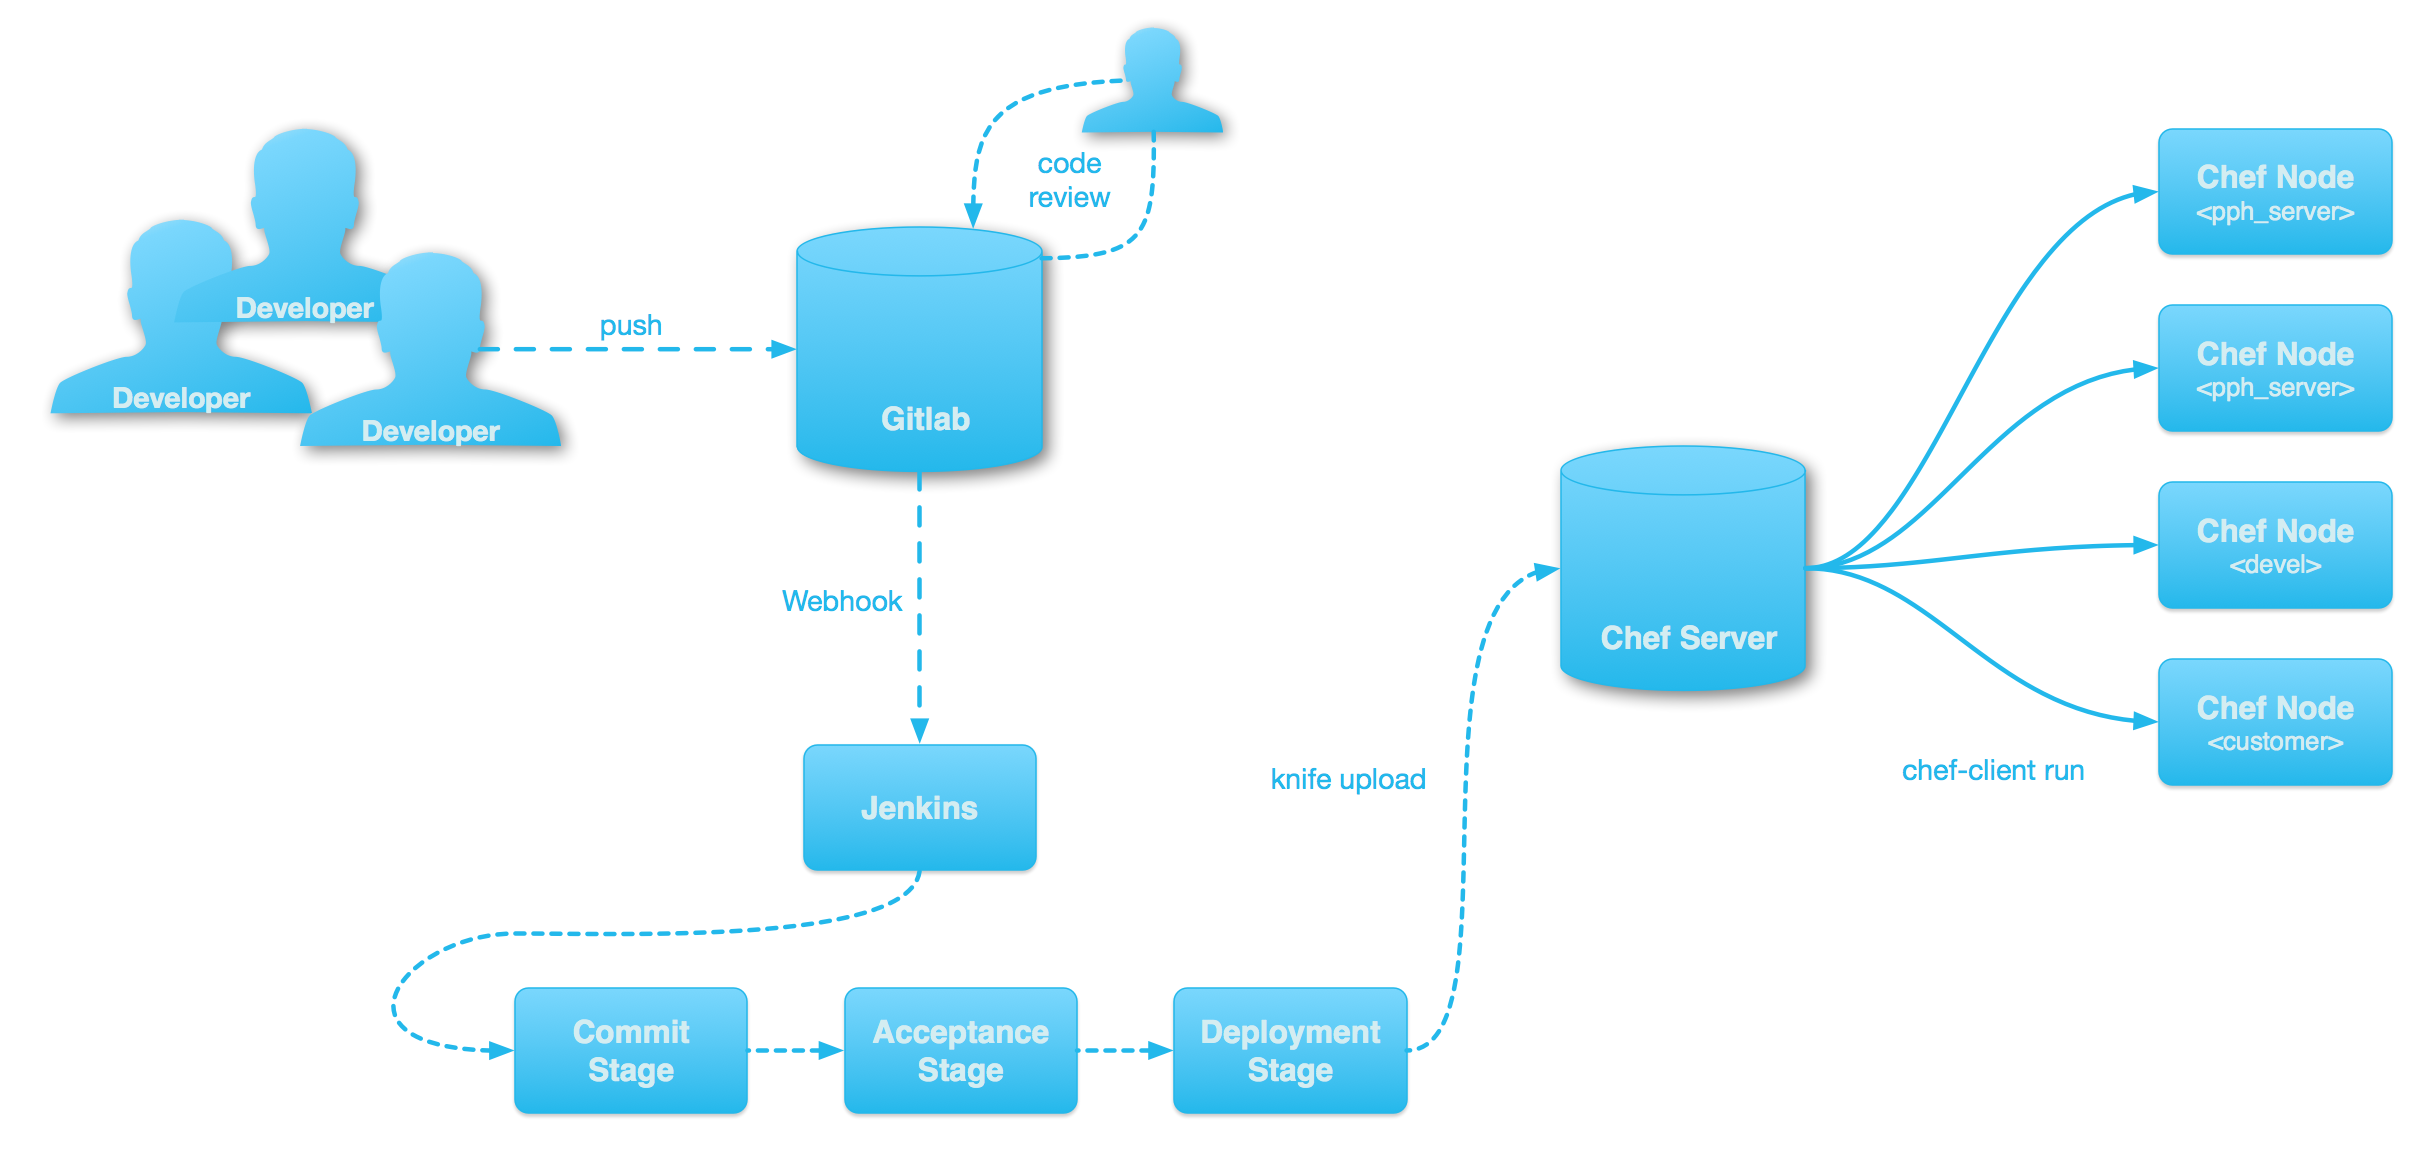 Developer
Developer
Developer
push
code
review
Gitlab
Webhook
Jenkins
Commit
Stage
Acceptance
Stage
Deployment
Stage
knife upload
Chef Server
chef-client run
Chef Node
<pph_server>
Chef Node
<pph_server>
Chef Node
<devel>
Chef Node
<customer>